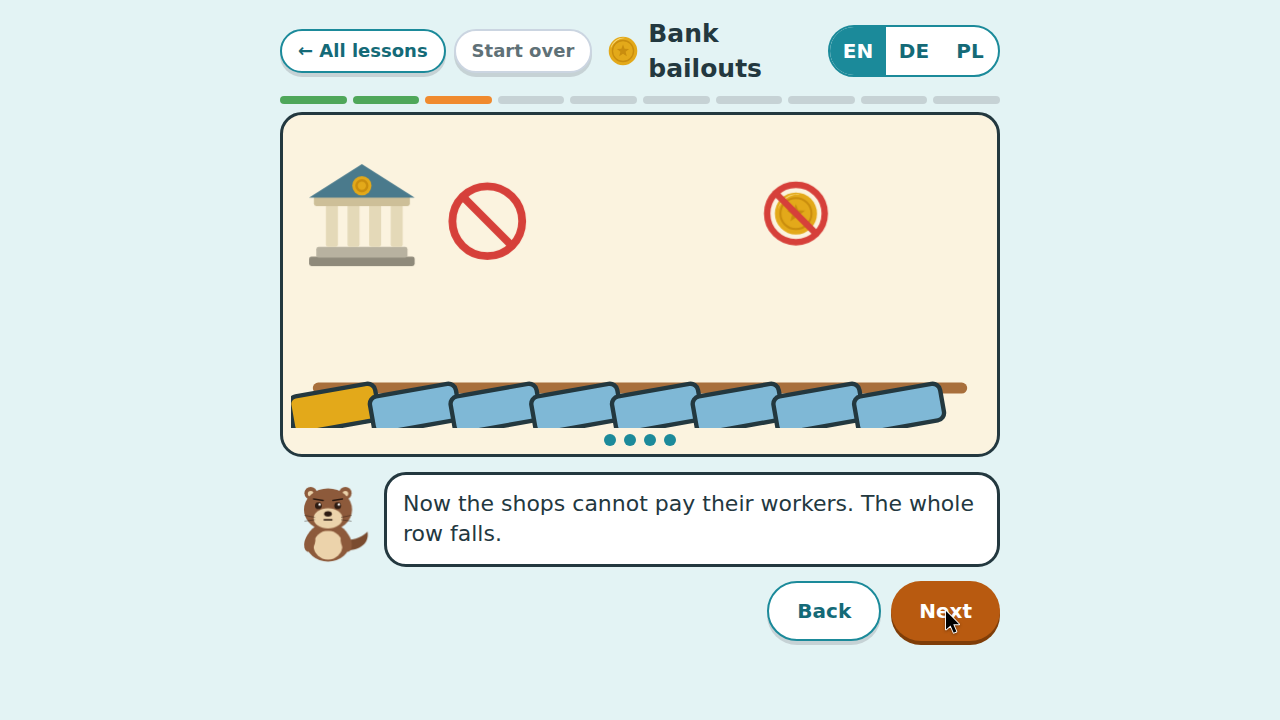 ← All lessons
Start over
Bank
bailouts
EN DE PL
Now the shops cannot pay their workers. The whole
row falls.
Back
Next